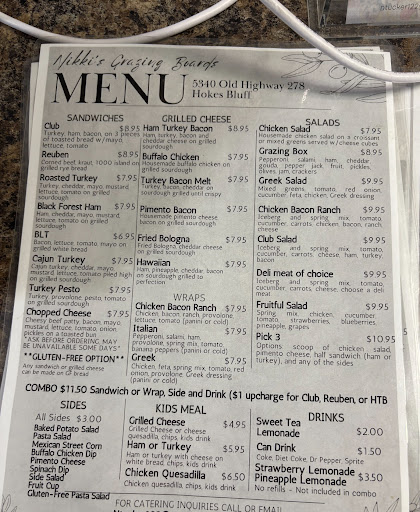 Nikki's Grazing Boards
MENU
5340 Old Highway 278
Hokes Bluff
SANDWICHES
Club $8.95
Turkey, ham, bacon, on 3 pieces
of toasted bread w/mayo,
lettuce, tomato
Reuben $8.95
Corned beef, kraut, 1000 island on
grilled rye bread
Roasted Turkey $7.95
Turkey, cheddar, mayo, mustard,
lettuce, tomato on grilled
sourdough
Black Forest Ham $7.95
Ham, cheddar, mayo, mustard,
lettuce, tomato on grilled
sourdough
BLT $6.95
Bacon, lettuce, tomato, mayo on
grilled white bread
Cajun Turkey $7.95
Cajun turkey, cheddar, mayo,
mustard, lettuce, tomato piled high
on grilled sourdough
Turkey Pesto $7.95
Turkey, provolone, pesto, tomato
on grilled sourdough
Chopped Cheese $7.95
Cheesy beef party, bacon, mayo,
mustard, lettuce, tomato, onion,
pickles on a toasted bun
*ASK BEFORE ORDERING, MAY
BE UNAVAILABLE SOME DAYS*
**GLUTEN-FREE OPTION**
Any sandwich or grilled cheese
can be made on GF bread
GRILLED CHEESE
Ham Turkey Bacon $8.95
Ham, turkey, bacon and
cheddar cheese on grilled
sourdough
Buffalo Chicken $7.95
Housemade buffalo chicken on
grilled sourdough
Turkey Bacon Melt $7.95
Turkey, bacon, cheddar on
sourdough grilled until crispy
Pimento Bacon $7.95
Housemade pimento cheese,
bacon on grilled sourdough
Fried Bologna $7.95
Fried Bologna, cheddar cheese
on grilled sourdough
Hawaiian $7.95
Ham, pineapple, cheddar, bacon
on sourdough grilled to
perfection
WRAPS
Chicken Bacon Ranch $7.95
Chicken, bacon, ranch, provolone
lettuce, tomato (panini or cold)
Italian $7.95
Pepperoni, salami, ham,
provolone, spring mix, tomato,
banana peppers (panini or cold)
Greek $7.95
Chicken, feta, spring mix, tomato, red
onion, provolone, Greek dressing
(panini or cold)
SALADS
Chicken Salad $7.95
Housemade chicken salad on a croissant
or mixed greens served w/cheese cubes
Grazing Box $8.95
Pepperoni, salami, ham, cheddar,
gouda, pepper jack, fruit, pickles,
olives, jam, crackers
Greek Salad $9.95
Mixed greens, tomato, red onion,
cucumber, feta, chicken, Greek dressing
Chicken Bacon Ranch $9.95
Iceberg and spring mix, tomato,
cucumber, carrots, chicken, bacon, ranch,
cheese
Club Salad $9.95
Iceberg and spring mix, tomato,
cucumber, carrots, cheese, ham, turkey
bacon
Deli meat of choice $9.95
Iceberg and spring mix, tomato,
cucumber, carrots, cheese, choose a deli
meat
Fruitful Salad $9.95
Spring mix, chicken, cucumber,
tomato, strawberries, blueberries,
pineapple, grapes
Pick 3 $10.95
Options: scoop of chicken salad,
pimento cheese, half sandwich (ham or
turkey), and any of the sides
COMBO $11.50 Sandwich or Wrap, Side and Drink ($1 upcharge for Club, Reuben, or HTB
SIDES
All Sides $3.00
Baked Potato Salad
Pasta Salad
Mexican Street Corn
Buffalo Chicken Dip
Pimento Cheese
Spinach Dip
Side Salad
Fruit Cup
Gluten-Free Pasta Salad
KIDS MEAL
Grilled Cheese $4.95
Grilled cheese or cheese
quesadilla, chips, kids drink
Ham or Turkey $5.95
Ham or turkey with cheese on
white bread, chips, kids drink
Chicken Quesadilla $6.50
Chicken quesadilla, chips, kids drink
DRINKS
Sweet Tea
Lemonade $2.00
Can Drink $1.50
Coke, Diet Coke, Dr. Pepper, Sprite
Strawberry Lemonade
Pineapple Lemonade $3.50
No refills - Not included in combo
FOR CATERING INQUIRIES CALL OR EMAIL